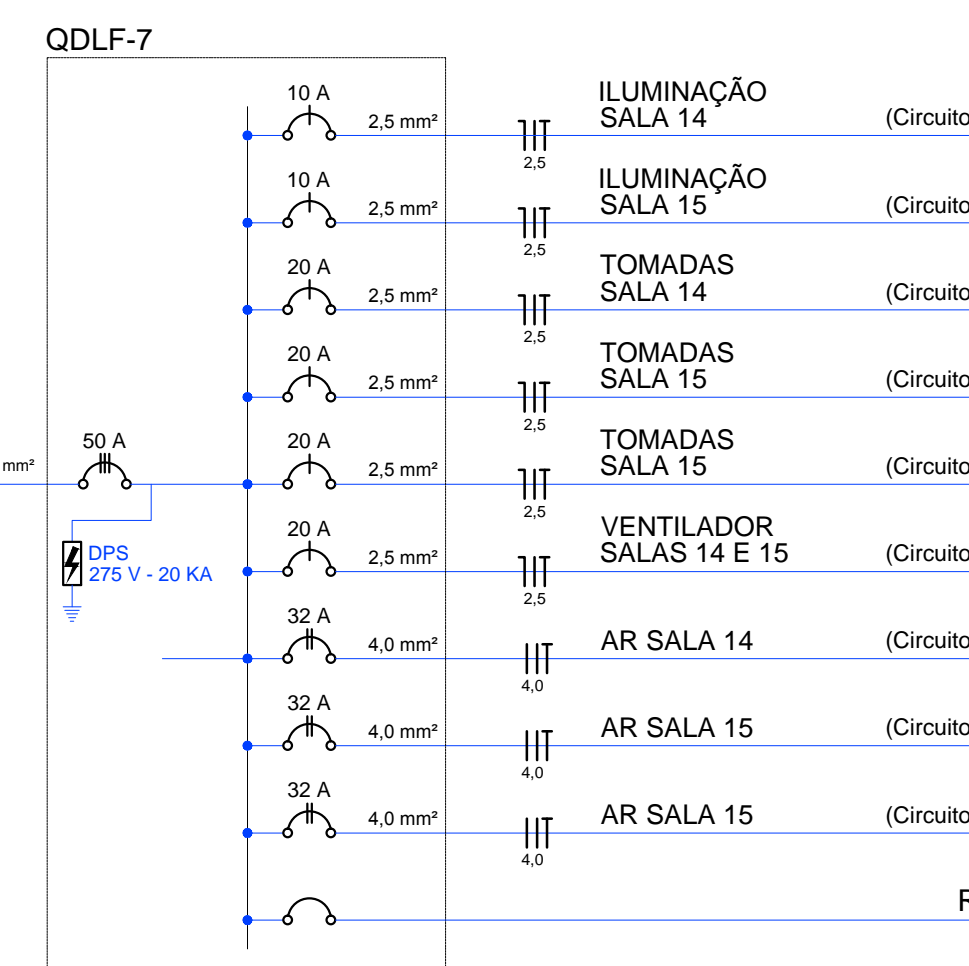 QDLF-7
10 A
2,5 mm²
2,5
ILUMINAÇÃO
SALA 14
(Circuito
10 A
2,5 mm²
2,5
ILUMINAÇÃO
SALA 15
(Circuito
20 A
2,5 mm²
2,5
TOMADAS
SALA 14
(Circuito
20 A
2,5 mm²
2,5
TOMADAS
SALA 15
(Circuito
mm²
50 A
20 A
2,5 mm²
2,5
TOMADAS
SALA 15
(Circuito
DPS
275 V - 20 KA
20 A
2,5 mm²
2,5
VENTILADOR
SALAS 14 E 15
(Circuito
32 A
4,0 mm²
4,0
AR SALA 14
(Circuito
32 A
4,0 mm²
4,0
AR SALA 15
(Circuito
32 A
4,0 mm²
4,0
AR SALA 15
(Circuito